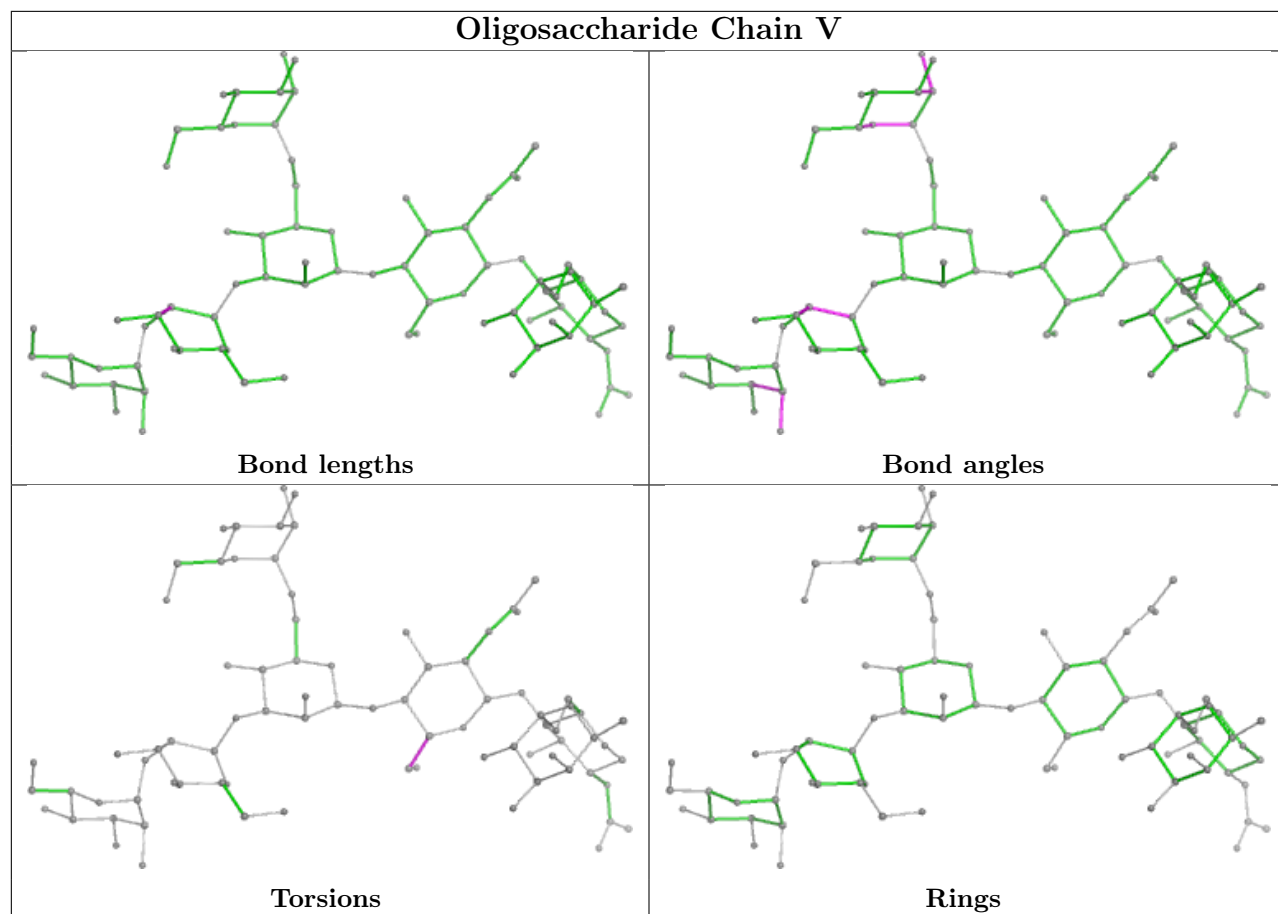 Oligosaccharide Chain V
Bond lengths
Bond angles
Torsions
Rings